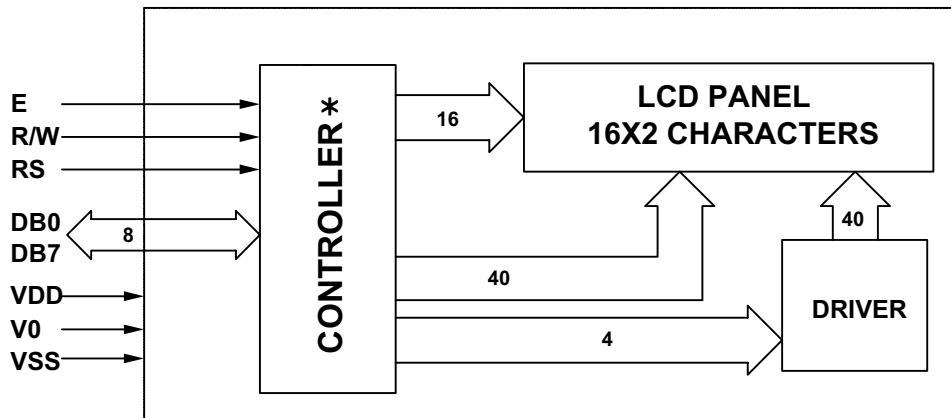 E
R/W
RS
DB0
DB7
8
VDD
V0
VSS
CONTROLLER*
16
LCD PANEL
16X2 CHARACTERS
40
40
4
DRIVER